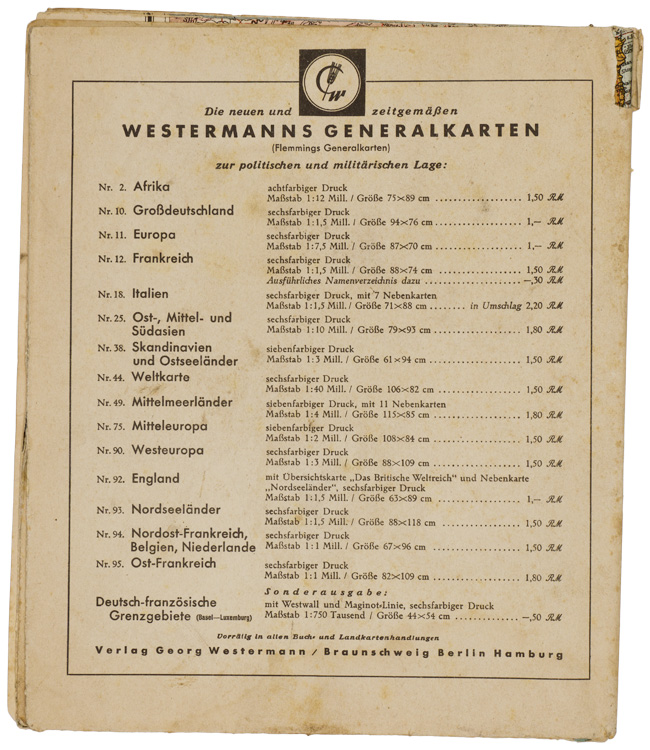 Die neuen und zeitgemäßen
WESTERMANNS GENERALKARTEN
(Flemmings Generalkarten)
zur politischen und militärischen Lage:
Nr. 2. Afrika achtfarbiger Druck
Maßstab 1:12 Mill. / Größe 75×89 cm .................... 1,50 RM
Nr. 10. Großdeutschland sechsfarbiger Druck
Maßstab 1:1,5 Mill. / Größe 94×76 cm .................... 1,— RM
Nr. 11. Europa sechsfarbiger Druck
Maßstab 1:7,5 Mill. / Größe 87×70 cm .................... 1,— RM
Nr. 12. Frankreich sechsfarbiger Druck
Maßstab 1:1,5 Mill. / Größe 88×74 cm .................... 1,50 RM
Ausführliches Namenverzeichnis dazu .................... —,30 RM
Nr. 18. Italien sechsfarbiger Druck, mit 7 Nebenkarten
Maßstab 1:1,5 Mill. / Größe 71×88 cm ........ in Umschlag 2,20 RM
Nr. 25. Ost-, Mittel- und sechsfarbiger Druck
Südasien Maßstab 1:10 Mill. / Größe 79×93 cm .................... 1,80 RM
Nr. 38. Skandinavien siebenfarbiger Druck
und Ostseeländer Maßstab 1:3 Mill. / Größe 61×94 cm .................... 1,50 RM
Nr. 44. Weltkarte sechsfarbiger Druck
Maßstab 1:40 Mill. / Größe 106×82 cm .................... 1,50 RM
Nr. 49. Mittelmeerländer siebenfarbiger Druck, mit 11 Nebenkarten
Maßstab 1:4 Mill. / Größe 115×85 cm .................... 1,80 RM
Nr. 75. Mitteleuropa siebenfarbiger Druck
Maßstab 1:2 Mill. / Größe 108×84 cm .................... 1,50 RM
Nr. 90. Westeuropa sechsfarbiger Druck
Maßstab 1:3 Mill. / Größe 88×109 cm .................... 1,50 RM
Nr. 92. England mit Übersichtskarte „Das Britische Weltreich" und Nebenkarte
„Nordseeländer", sechsfarbiger Druck
Maßstab 1:1,5 Mill. / Größe 63×89 cm .................... 1,— RM
Nr. 93. Nordseeländer sechsfarbiger Druck
Maßstab 1:1,5 Mill. / Größe 88×118 cm .................... 1,50 RM
Nr. 94. Nordost-Frankreich, sechsfarbiger Druck
Belgien, Niederlande Maßstab 1:1 Mill. / Größe 67×96 cm .................... 1,50 RM
Nr. 95. Ost-Frankreich sechsfarbiger Druck
Maßstab 1:1 Mill. / Größe 82×109 cm .................... 1,80 RM
Sonderausgabe:
Deutsch-französische mit Westwall und Maginot-Linie, sechsfarbiger Druck
Grenzgebiete (Basel—Luxemburg) Maßstab 1:750 Tausend / Größe 44×54 cm .................... —,50 RM
Vorrätig in allen Buch- und Landkartenhandlungen
Verlag Georg Westermann / Braunschweig Berlin Hamburg